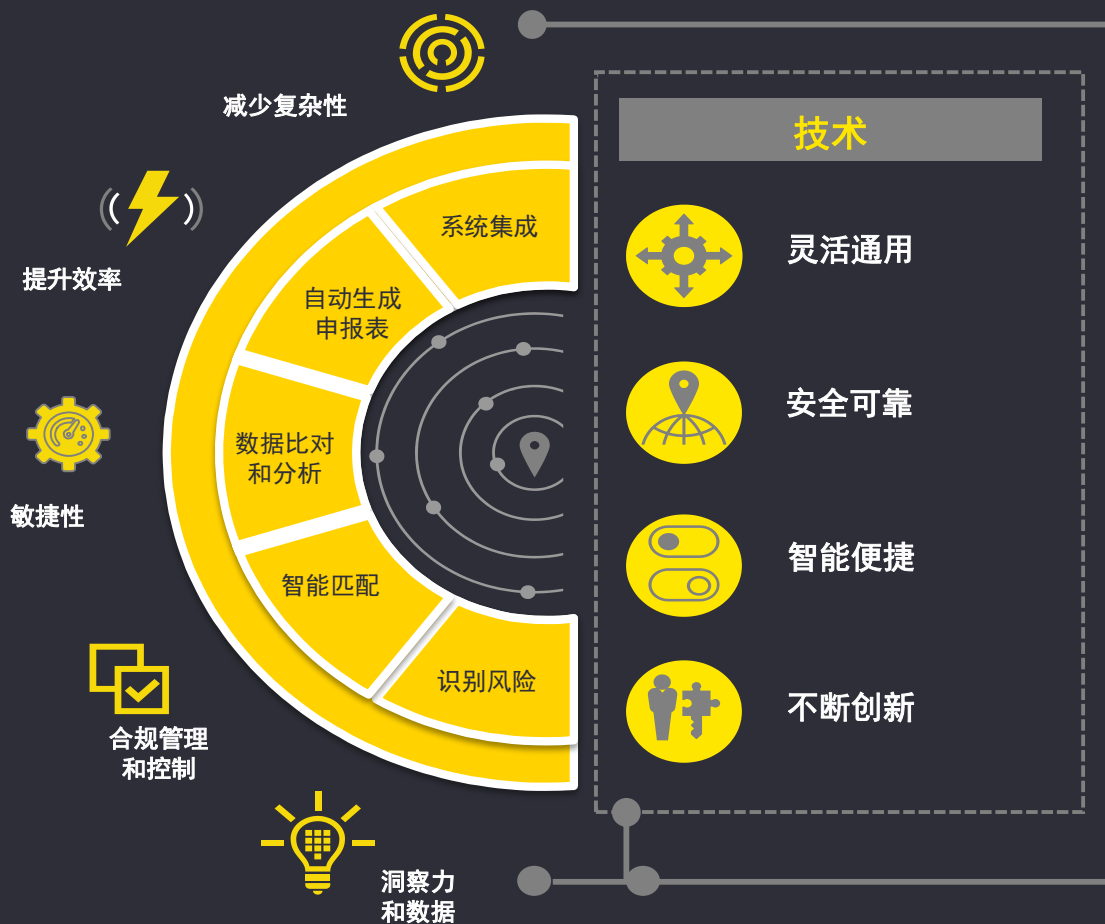 减少复杂性
提升效率
敏捷性
合规管理
和控制
洞察力
和数据
系统集成
自动生成
申报表
数据比对
和分析
智能匹配
识别风险
技术
灵活通用
安全可靠
智能便捷
不断创新